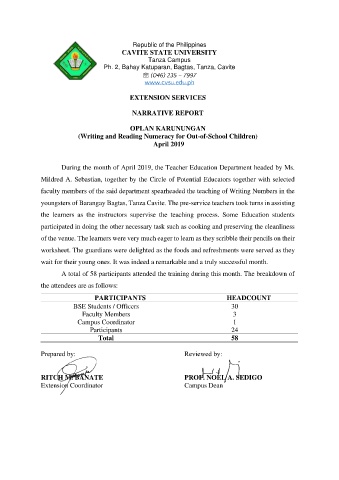 Republic of the Philippines
CAVITE STATE UNIVERSITY
Tanza Campus
Ph. 2, Bahay Katuparan, Bagtas, Tanza, Cavite
☎ (046) 235 – 7997
www.cvsu.edu.ph
EXTENSION SERVICES
NARRATIVE REPORT
OPLAN KARUNUNGAN
(Writing and Reading Numeracy for Out-of-School Children)
April 2019
During the month of April 2019, the Teacher Education Department headed by Ms.
Mildred A. Sebastian, together by the Circle of Potential Educators together with selected
faculty members of the said department spearheaded the teaching of Writing Numbers in the
youngsters of Barangay Bagtas, Tanza Cavite. The pre-service teachers took turns in assisting
the learners as the instructors supervise the teaching process. Some Education students
participated in doing the other necessary task such as cooking and preserving the cleanliness
of the venue. The learners were very much eager to learn as they scribble their pencils on their
worksheet. The guardians were delighted as the foods and refreshments were served as they
wait for their young ones. It was indeed a remarkable and a truly successful month.
A total of 58 participants attended the training during this month. The breakdown of
the attendees are as follows:
PARTICIPANTS HEADCOUNT
BSE Students / Officers 30
Faculty Members 3
Campus Coordinator 1
Participants 24
Total 58
Prepared by: Reviewed by:
RITCH M. BANATE PROF. NOEL A. SEDIGO
Extension Coordinator Campus Dean